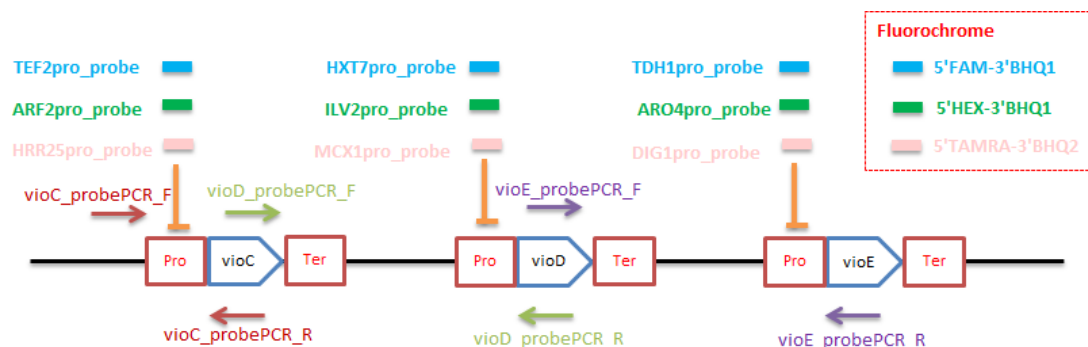 Fluorochrome
TEF2pro_probe HXT7pro_probe TDH1pro_probe 5'FAM-3'BHQ1
ARF2pro_probe ILV2pro_probe ARO4pro_probe 5'HEX-3'BHQ1
HRR25pro_probe MCX1pro_probe DIG1pro_probe 5'TAMRA-3'BHQ2
vioC_probePCR_F vioD_probePCR_F vioE_probePCR_F
Pro vioC Ter Pro vioD Ter Pro vioE Ter
vioC_probePCR_R vioD_probePCR_R vioE_probePCR_R